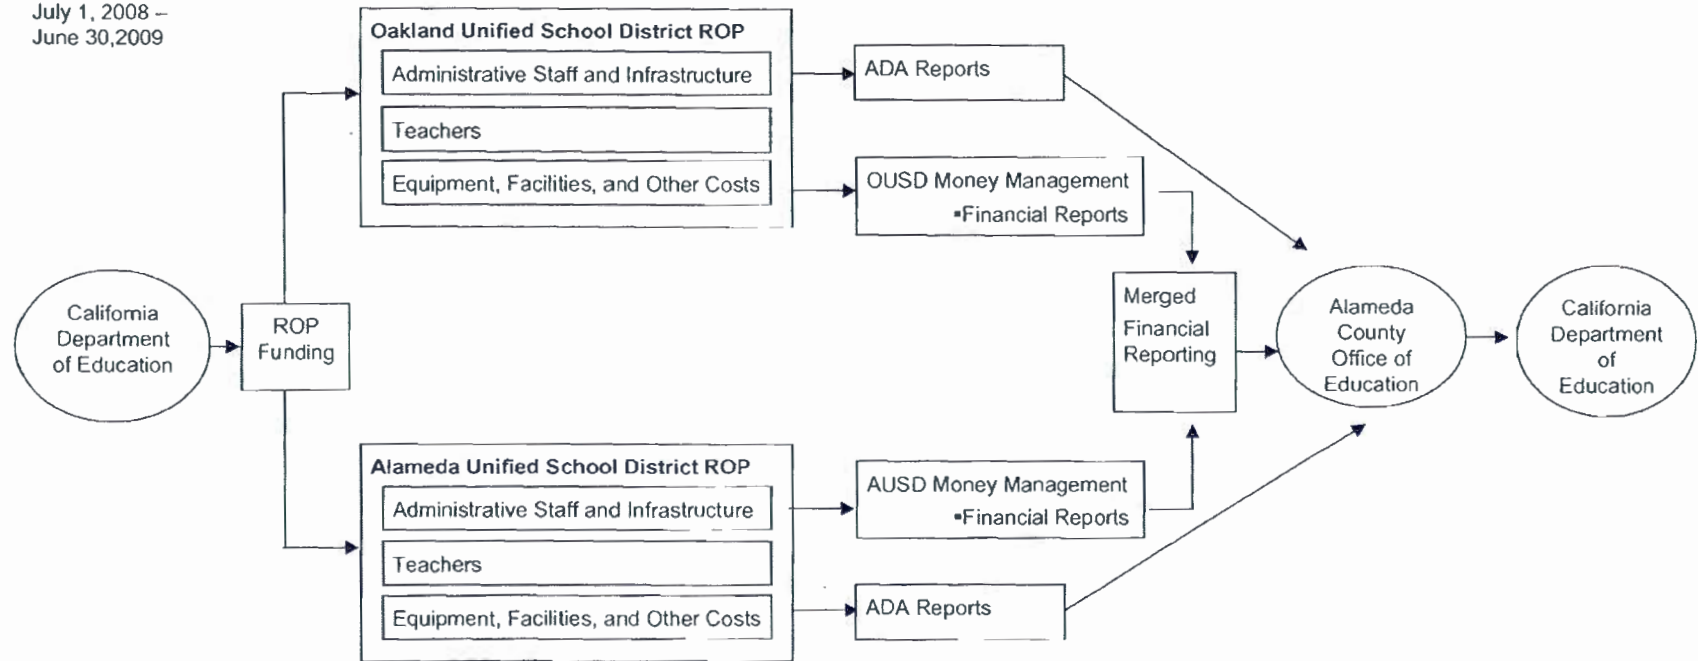 July 1, 2008 –
June 30,2009
Oakland Unified School District ROP
Administrative Staff and Infrastructure
Teachers
Equipment, Facilities, and Other Costs
ADA Reports
OUSD Money Management
▪Financial Reports
California
Department
of Education
ROP
Funding
Merged
Financial
Reporting
Alameda
County
Office of
Education
California
Department
of
Education
Alameda Unified School District ROP
Administrative Staff and Infrastructure
Teachers
Equipment, Facilities, and Other Costs
AUSD Money Management
▪Financial Reports
ADA Reports